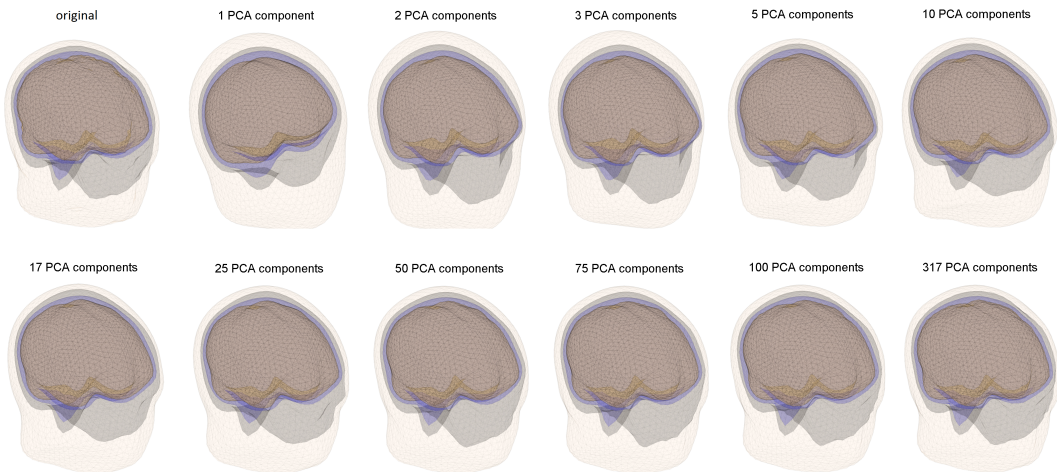 original
1 PCA component
2 PCA components
3 PCA components
5 PCA components
10 PCA components
17 PCA components
25 PCA components
50 PCA components
75 PCA components
100 PCA components
317 PCA components